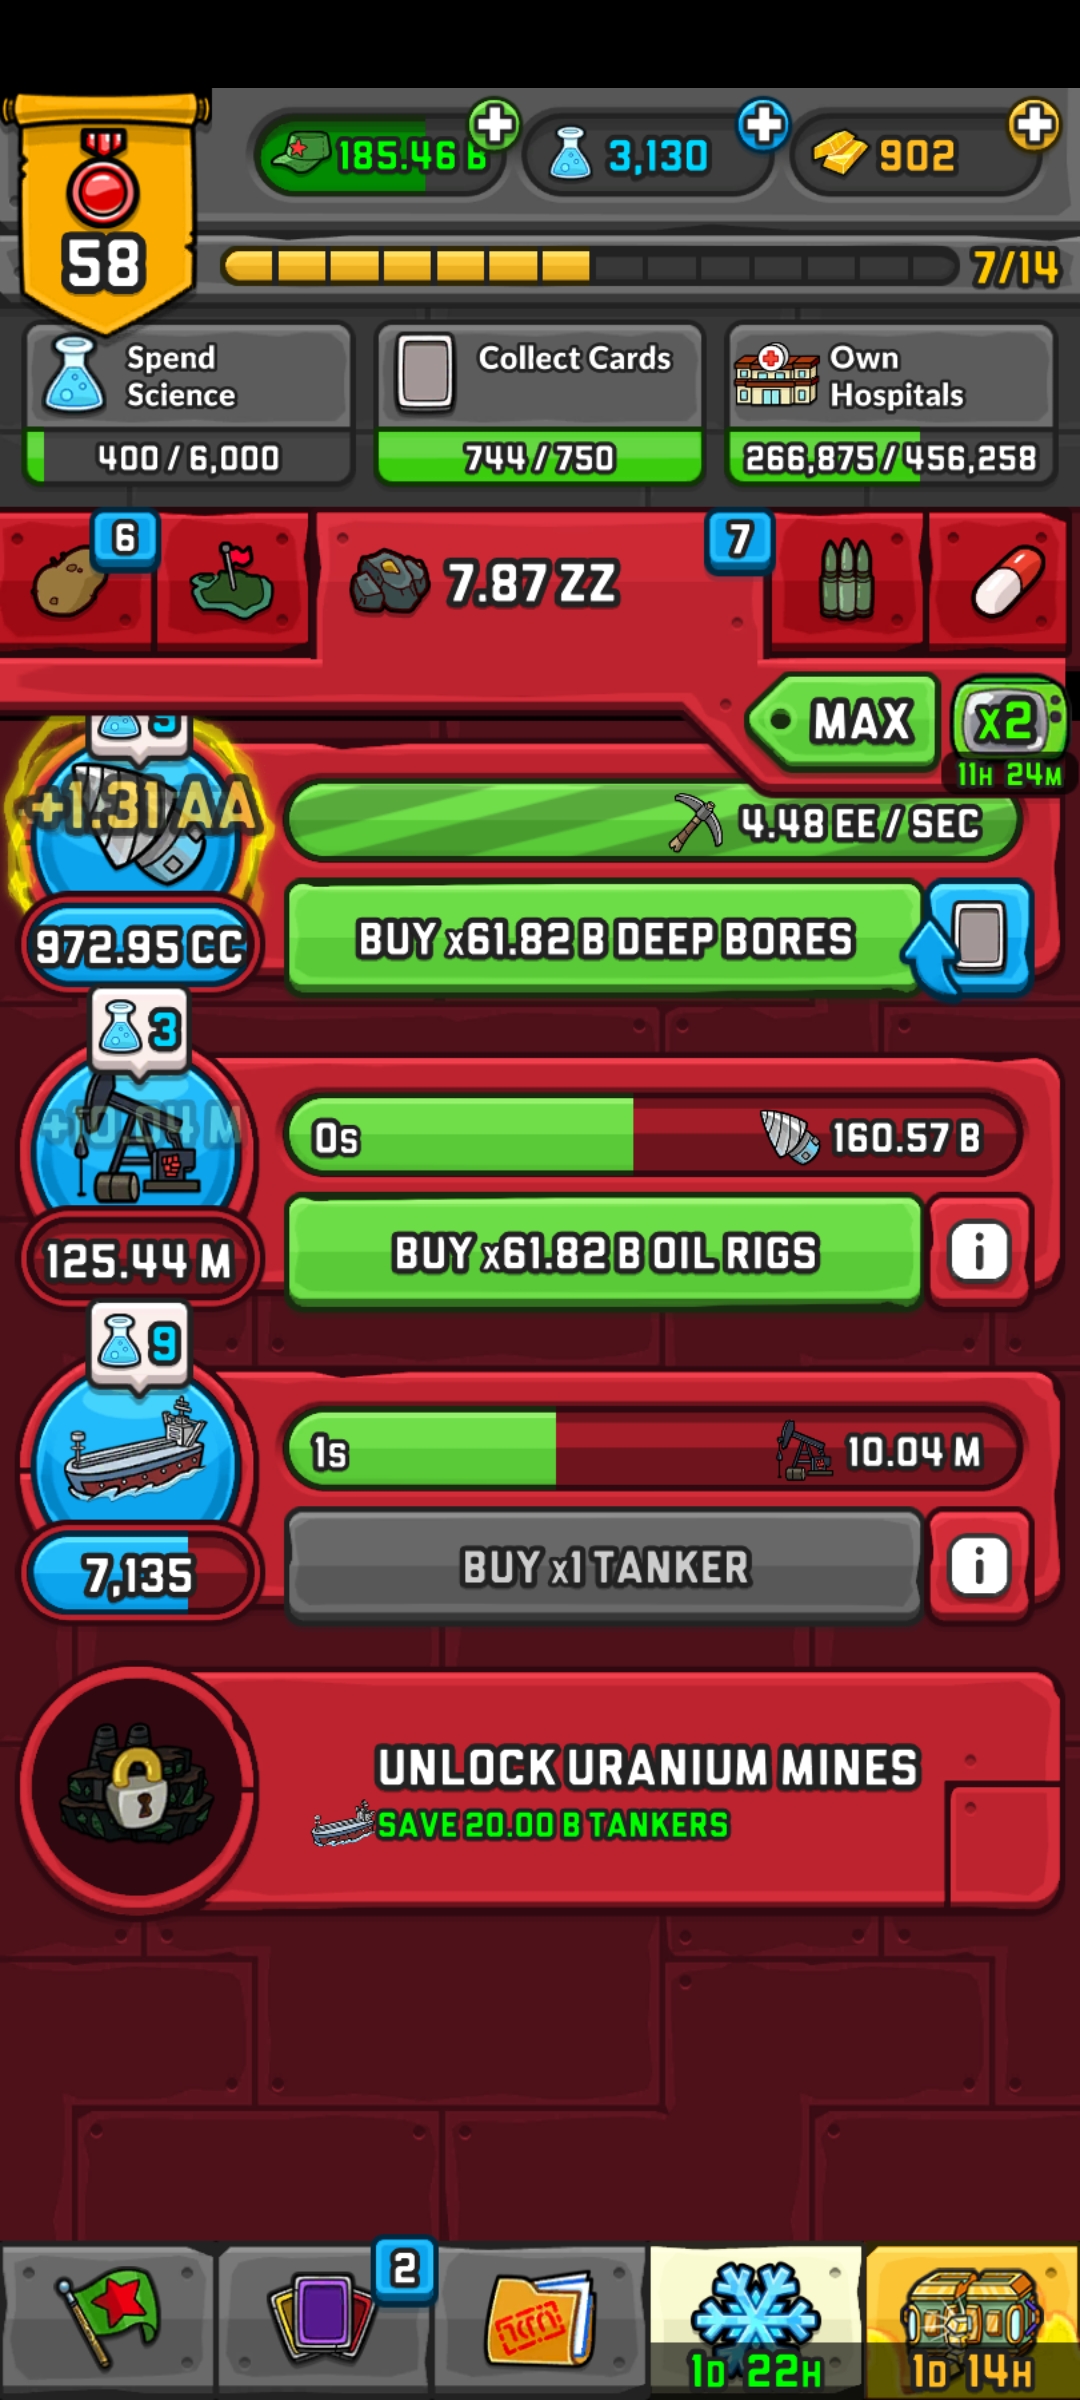 58
185.46 B
3,130
902
7/14
Spend
Science
400 / 6,000
Collect Cards
744 / 750
Own
Hospitals
266,875 / 456,258
6
7.87 ZZ
7
MAX
x2
11H 24M
+1.31 AA
4.48 EE / SEC
972.95 CC
BUY x61.82 B DEEP BORES
3
+10.04 M
0s
160.57 B
125.44 M
BUY x61.82 B OIL RIGS
i
9
1s
10.04 M
7,135
BUY x1 TANKER
i
UNLOCK URANIUM MINES
SAVE 20.00 B TANKERS
2
1D 22H
1D 14H